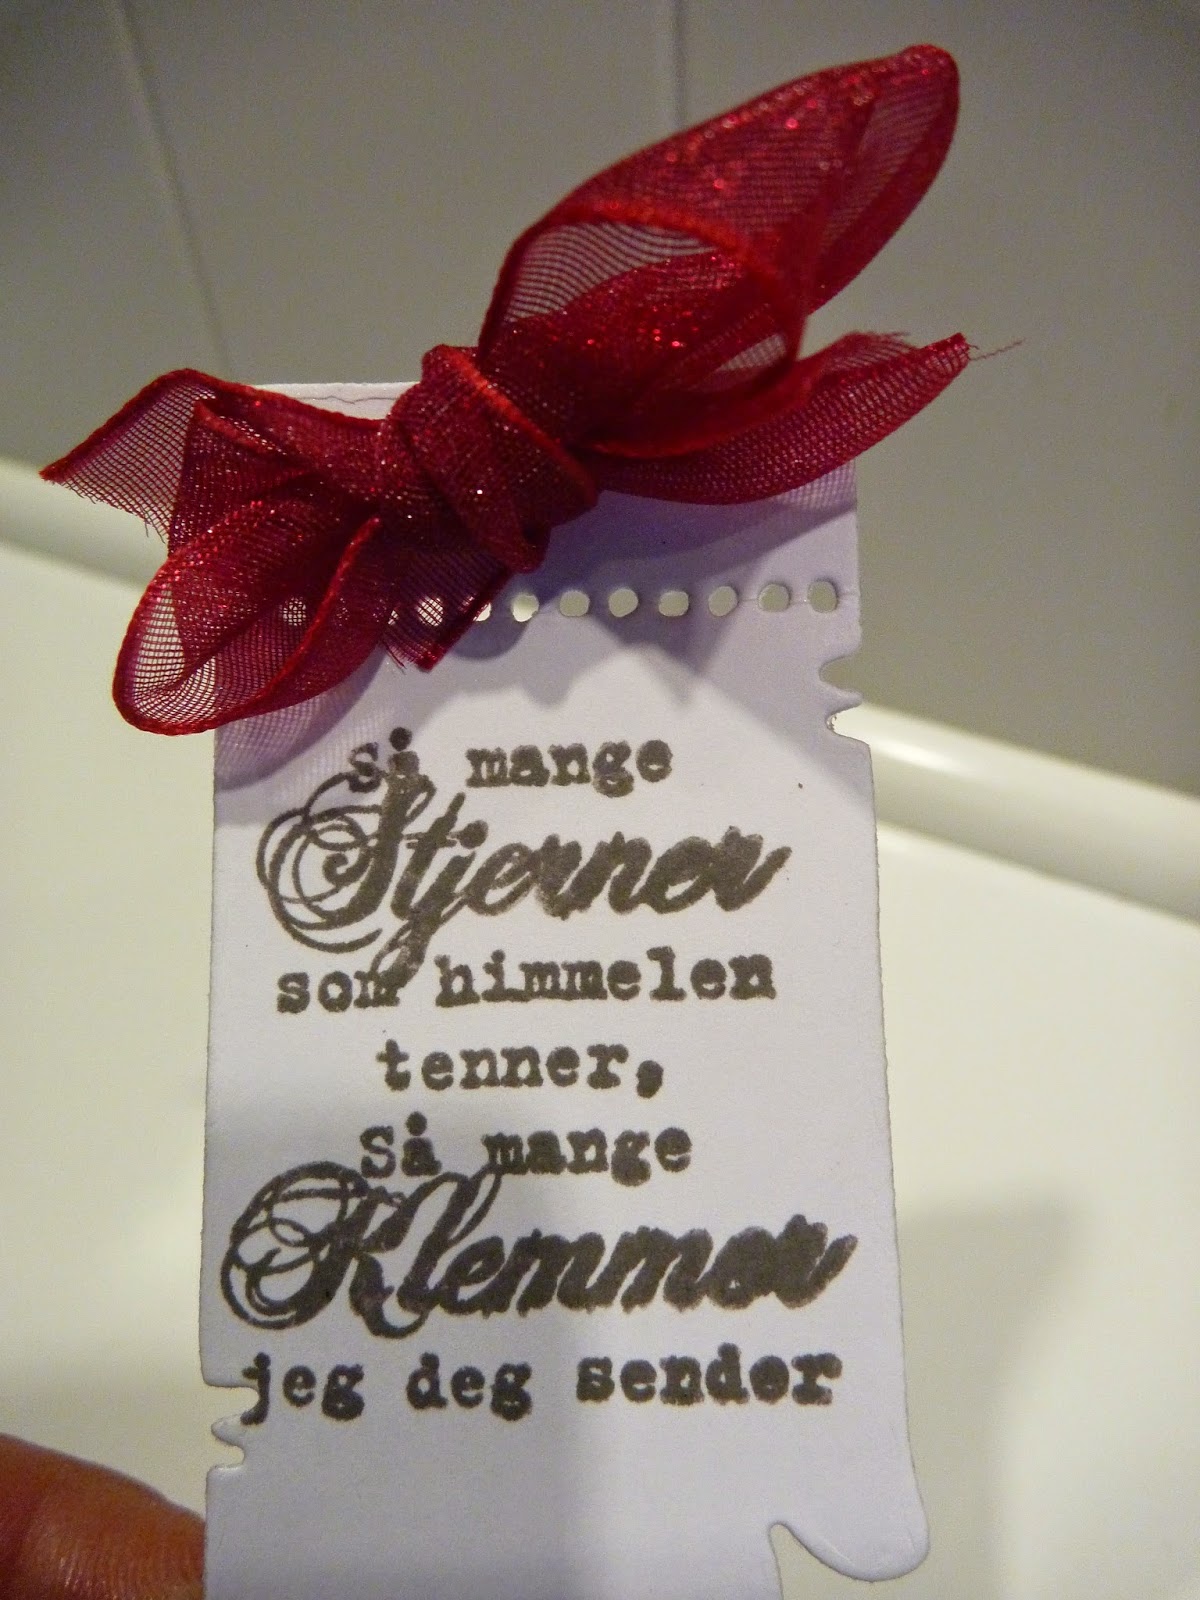 Så mange
Stjerner
som himmelen
tenner,
Så mange
Klemmer
jeg deg sender